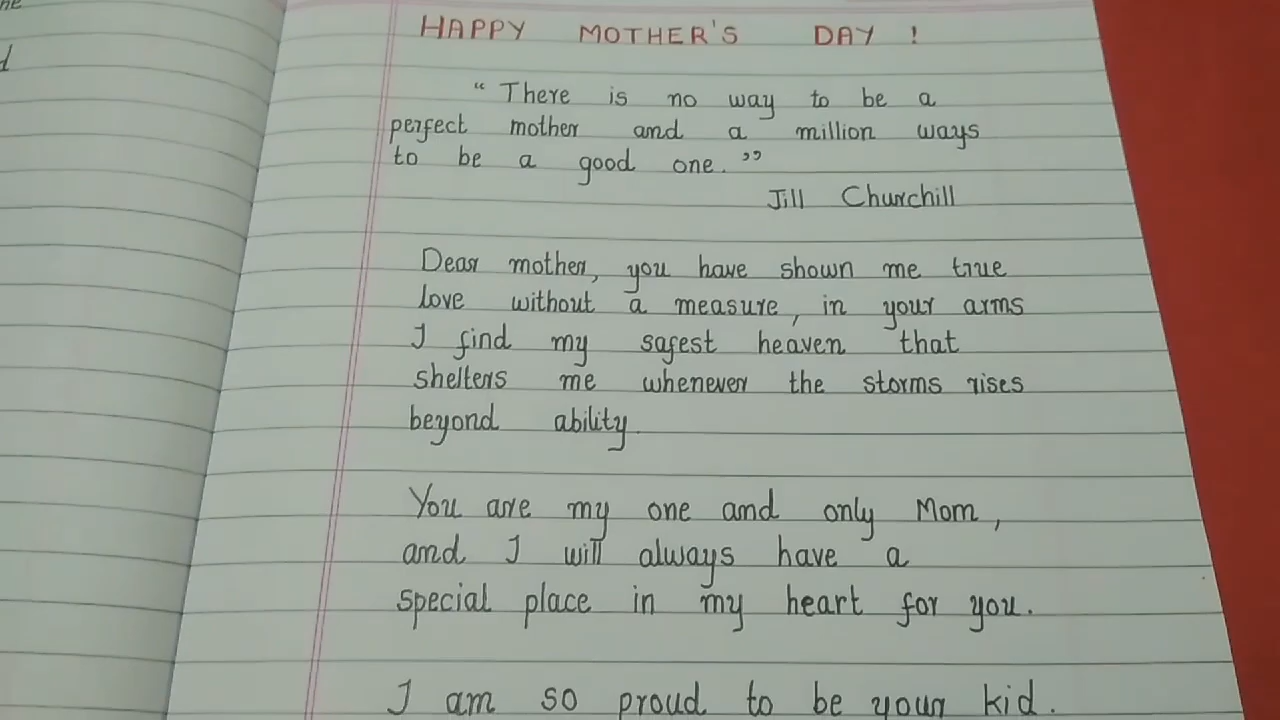 HAPPY MOTHER'S DAY !
“ There is no way to be a
perfect mother and a million ways
to be a good one. ”
Jill Churchill
Dear mother, you have shown me true
love without a measure, in your arms
I find my safest heaven that
shelters me whenever the storms rises
beyond ability.
You are my one and only Mom,
and I will always have a
special place in my heart for you.
I am so proud to be your kid.